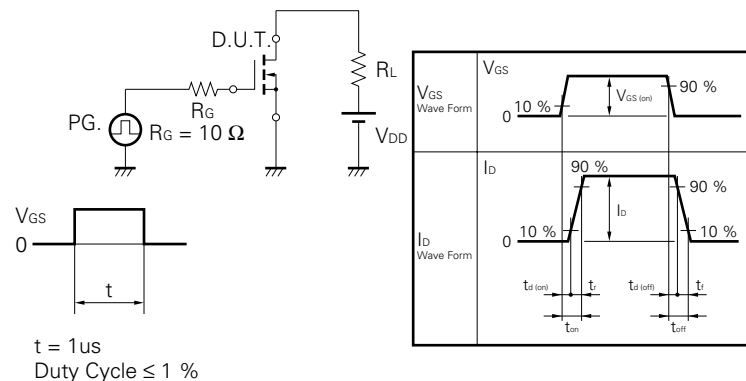 D.U.T.
RL
RG
PG.
RG = 10 Ω
VDD
VGS
0
t
t = 1us
Duty Cycle ≤ 1 %
VGS
Wave Form
VGS
10 %
VGS (on)
90 %
0
ID
Wave Form
ID
90 %
90 %
ID
10 %
10 %
0
td (on)
tr
td (off)
tf
ton
toff